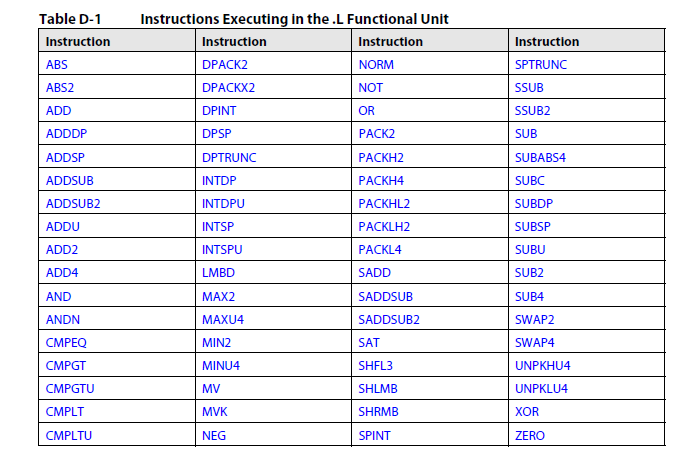 Table D-1 Instructions Executing in the .L Functional Unit
Instruction Instruction Instruction Instruction
ABS DPACK2 NORM SPTRUNC
ABS2 DPACKX2 NOT SSUB
ADD DPINT OR SSUB2
ADDDP DPSP PACK2 SUB
ADDSP DPTRUNC PACKH2 SUBABS4
ADDSUB INTDP PACKH4 SUBC
ADDSUB2 INTDPU PACKHL2 SUBDP
ADDU INTSP PACKLH2 SUBSP
ADD2 INTSPU PACKL4 SUBU
ADD4 LMBD SADD SUB2
AND MAX2 SADDSUB SUB4
ANDN MAXU4 SADDSUB2 SWAP2
CMPEQ MIN2 SAT SWAP4
CMPGT MINU4 SHFL3 UNPKHU4
CMPGTU MV SHLMB UNPKLU4
CMPLT MVK SHRMB XOR
CMPLTU NEG SPINT ZERO